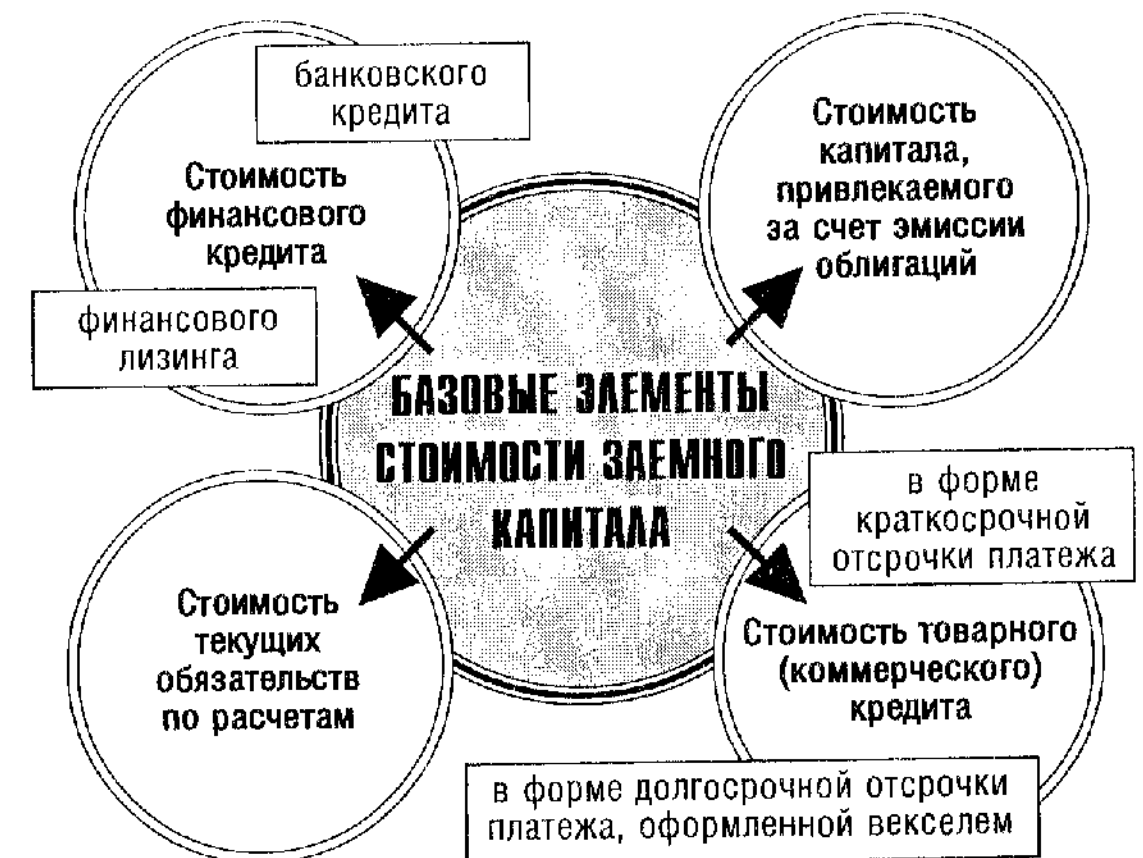 банковского
кредита
Стоимость
финансового
кредита
финансового
лизинга
Стоимость
капитала,
привлекаемого
за счет эмиссии
облигаций
БАЗОВЫЕ ЭЛЕМЕНТЫ
СТОИМОСТИ ЗАЕМНОГО
КАПИТАЛА
Стоимость
текущих
обязательств
по расчетам
в форме
краткосрочной
отсрочки платежа
Стоимость товарного
(коммерческого)
кредита
в форме долгосрочной отсрочки
платежа, оформленной векселем